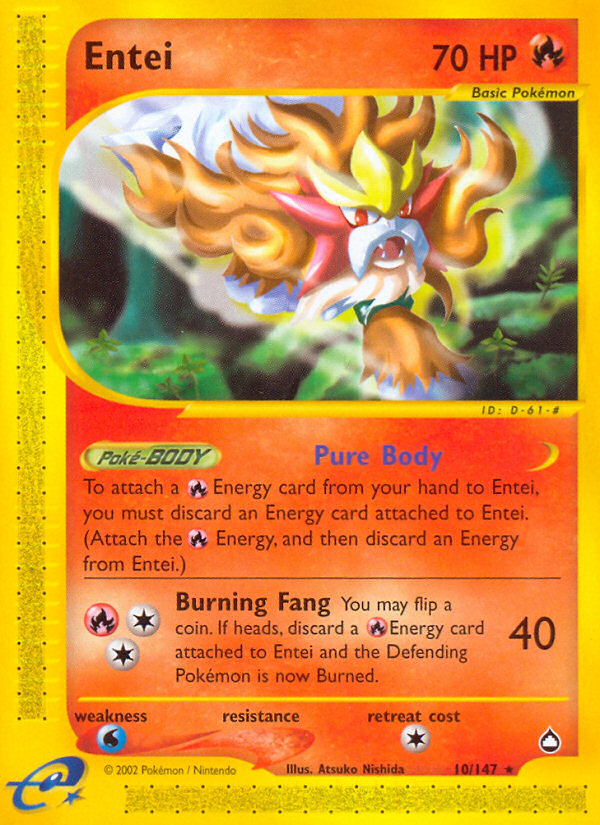 Entei 70 HP
Basic Pokémon
ID: D-61-#
Poké-BODY Pure Body
To attach a Energy card from your hand to Entei,
you must discard an Energy card attached to Entei.
(Attach the Energy, and then discard an Energy
from Entei.)
Burning Fang You may flip a
coin. If heads, discard a Energy card
attached to Entei and the Defending
Pokémon is now Burned.
40
weakness resistance retreat cost
© 2002 Pokémon / Nintendo Illus. Atsuko Nishida 10/147 ★
e